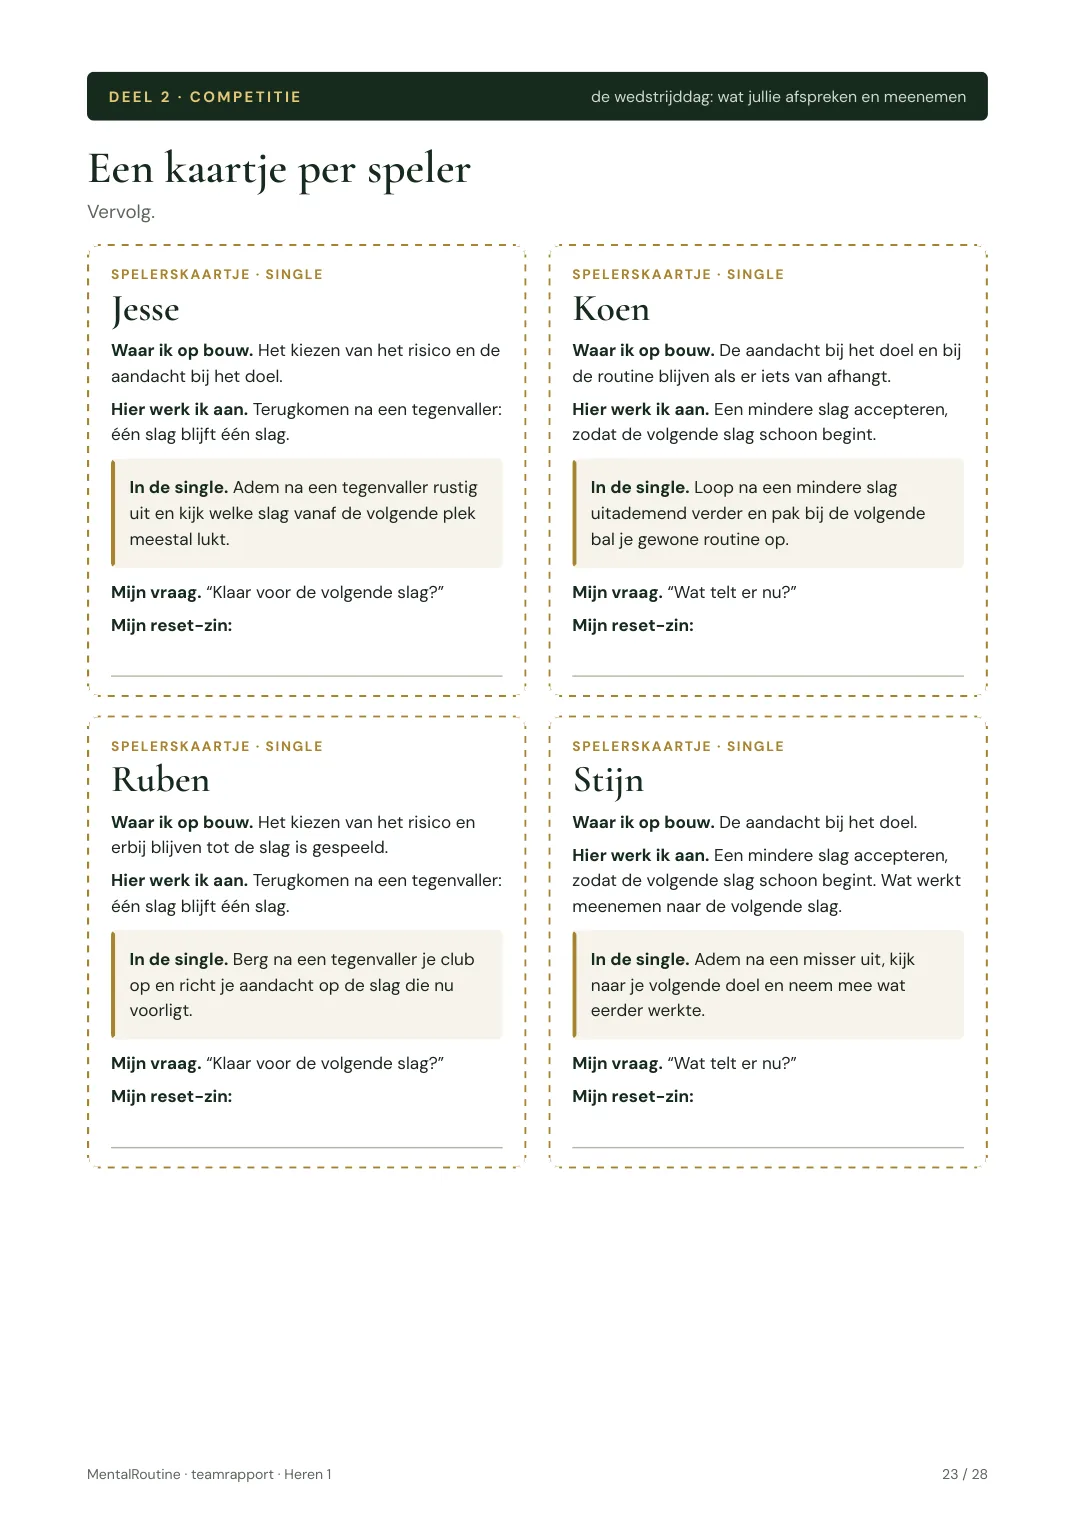 DEEL 2 · COMPETITIE
de wedstrijddag: wat jullie afspreken en meenemen
Een kaartje per speler
Vervolg.
SPELERSKAARTJE · SINGLE
Jesse
Waar ik op bouw. Het kiezen van het risico en de
aandacht bij het doel.
Hier werk ik aan. Terugkomen na een tegenvaller:
één slag blijft één slag.
In de single. Adem na een tegenvaller rustig
uit en kijk welke slag vanaf de volgende plek
meestal lukt.
Mijn vraag. “Klaar voor de volgende slag?”
Mijn reset-zin:
SPELERSKAARTJE · SINGLE
Koen
Waar ik op bouw. De aandacht bij het doel en bij
de routine blijven als er iets van afhangt.
Hier werk ik aan. Een mindere slag accepteren,
zodat de volgende slag schoon begint.
In de single. Loop na een mindere slag
uitademend verder en pak bij de volgende
bal je gewone routine op.
Mijn vraag. “Wat telt er nu?”
Mijn reset-zin:
SPELERSKAARTJE · SINGLE
Ruben
Waar ik op bouw. Het kiezen van het risico en
erbij blijven tot de slag is gespeeld.
Hier werk ik aan. Terugkomen na een tegenvaller:
één slag blijft één slag.
In de single. Berg na een tegenvaller je club
op en richt je aandacht op de slag die nu
voorligt.
Mijn vraag. “Klaar voor de volgende slag?”
Mijn reset-zin:
SPELERSKAARTJE · SINGLE
Stijn
Waar ik op bouw. De aandacht bij het doel.
Hier werk ik aan. Een mindere slag accepteren,
zodat de volgende slag schoon begint. Wat werkt
meenemen naar de volgende slag.
In de single. Adem na een misser uit, kijk
naar je volgende doel en neem mee wat
eerder werkte.
Mijn vraag. “Wat telt er nu?”
Mijn reset-zin:
MentalRoutine · teamrapport · Heren 1
23 / 28